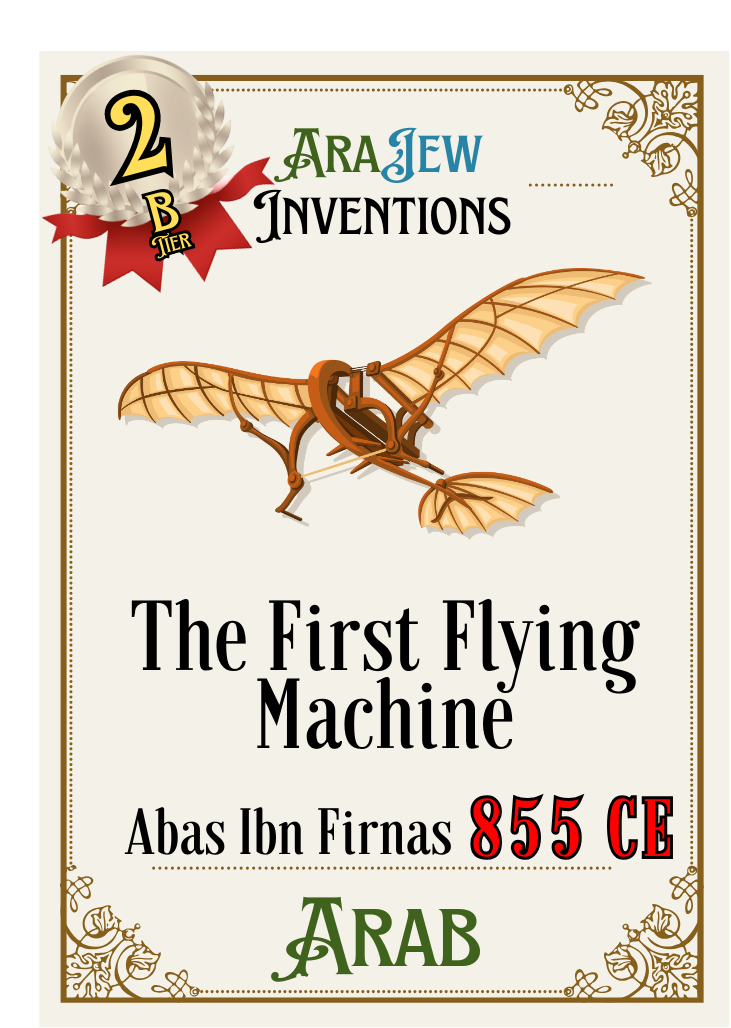 2
B
TIER
ARAJEW
INVENTIONS
The First Flying
Machine
Abas Ibn Firnas 855 CE
ARAB